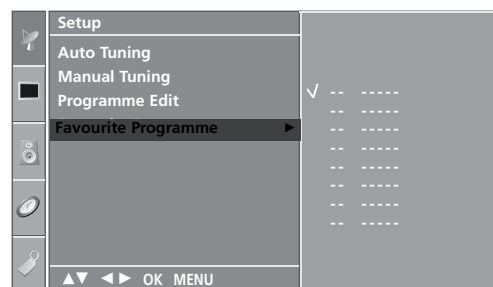 Setup
Auto Tuning
Manual Tuning
Programme Edit
Favourite Programme ►
√ -- -----
-- -----
-- -----
-- -----
-- -----
-- -----
-- -----
-- -----
▲▼ ◄► OK MENU